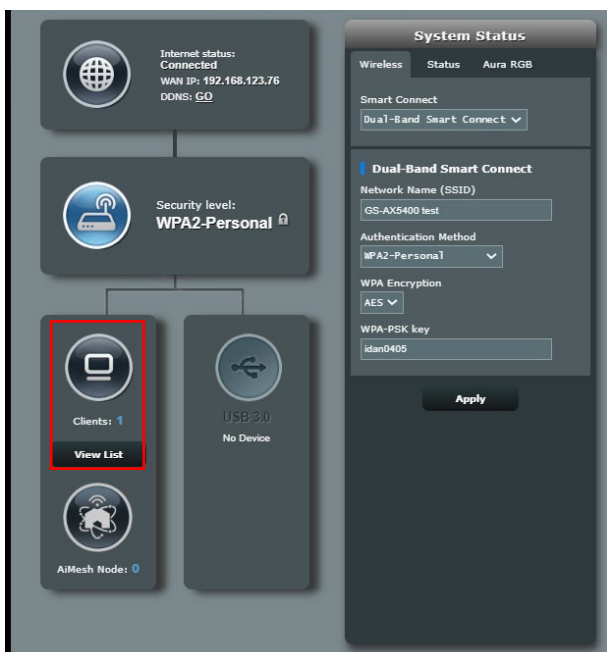 Internet status:
Connected
WAN IP: 192.168.123.76
DDNS: GO
Security level:
WPA2-Personal
Clients: 1
View List
AiMesh Node: 0
USB 3.0
No Device
System Status
Wireless Status Aura RGB
Smart Connect
Dual-Band Smart Connect
Dual-Band Smart Connect
Network Name (SSID)
GS-AX5400 test
Authentication Method
WPA2-Personal
WPA Encryption
AES
WPA-PSK key
idan0405
Apply